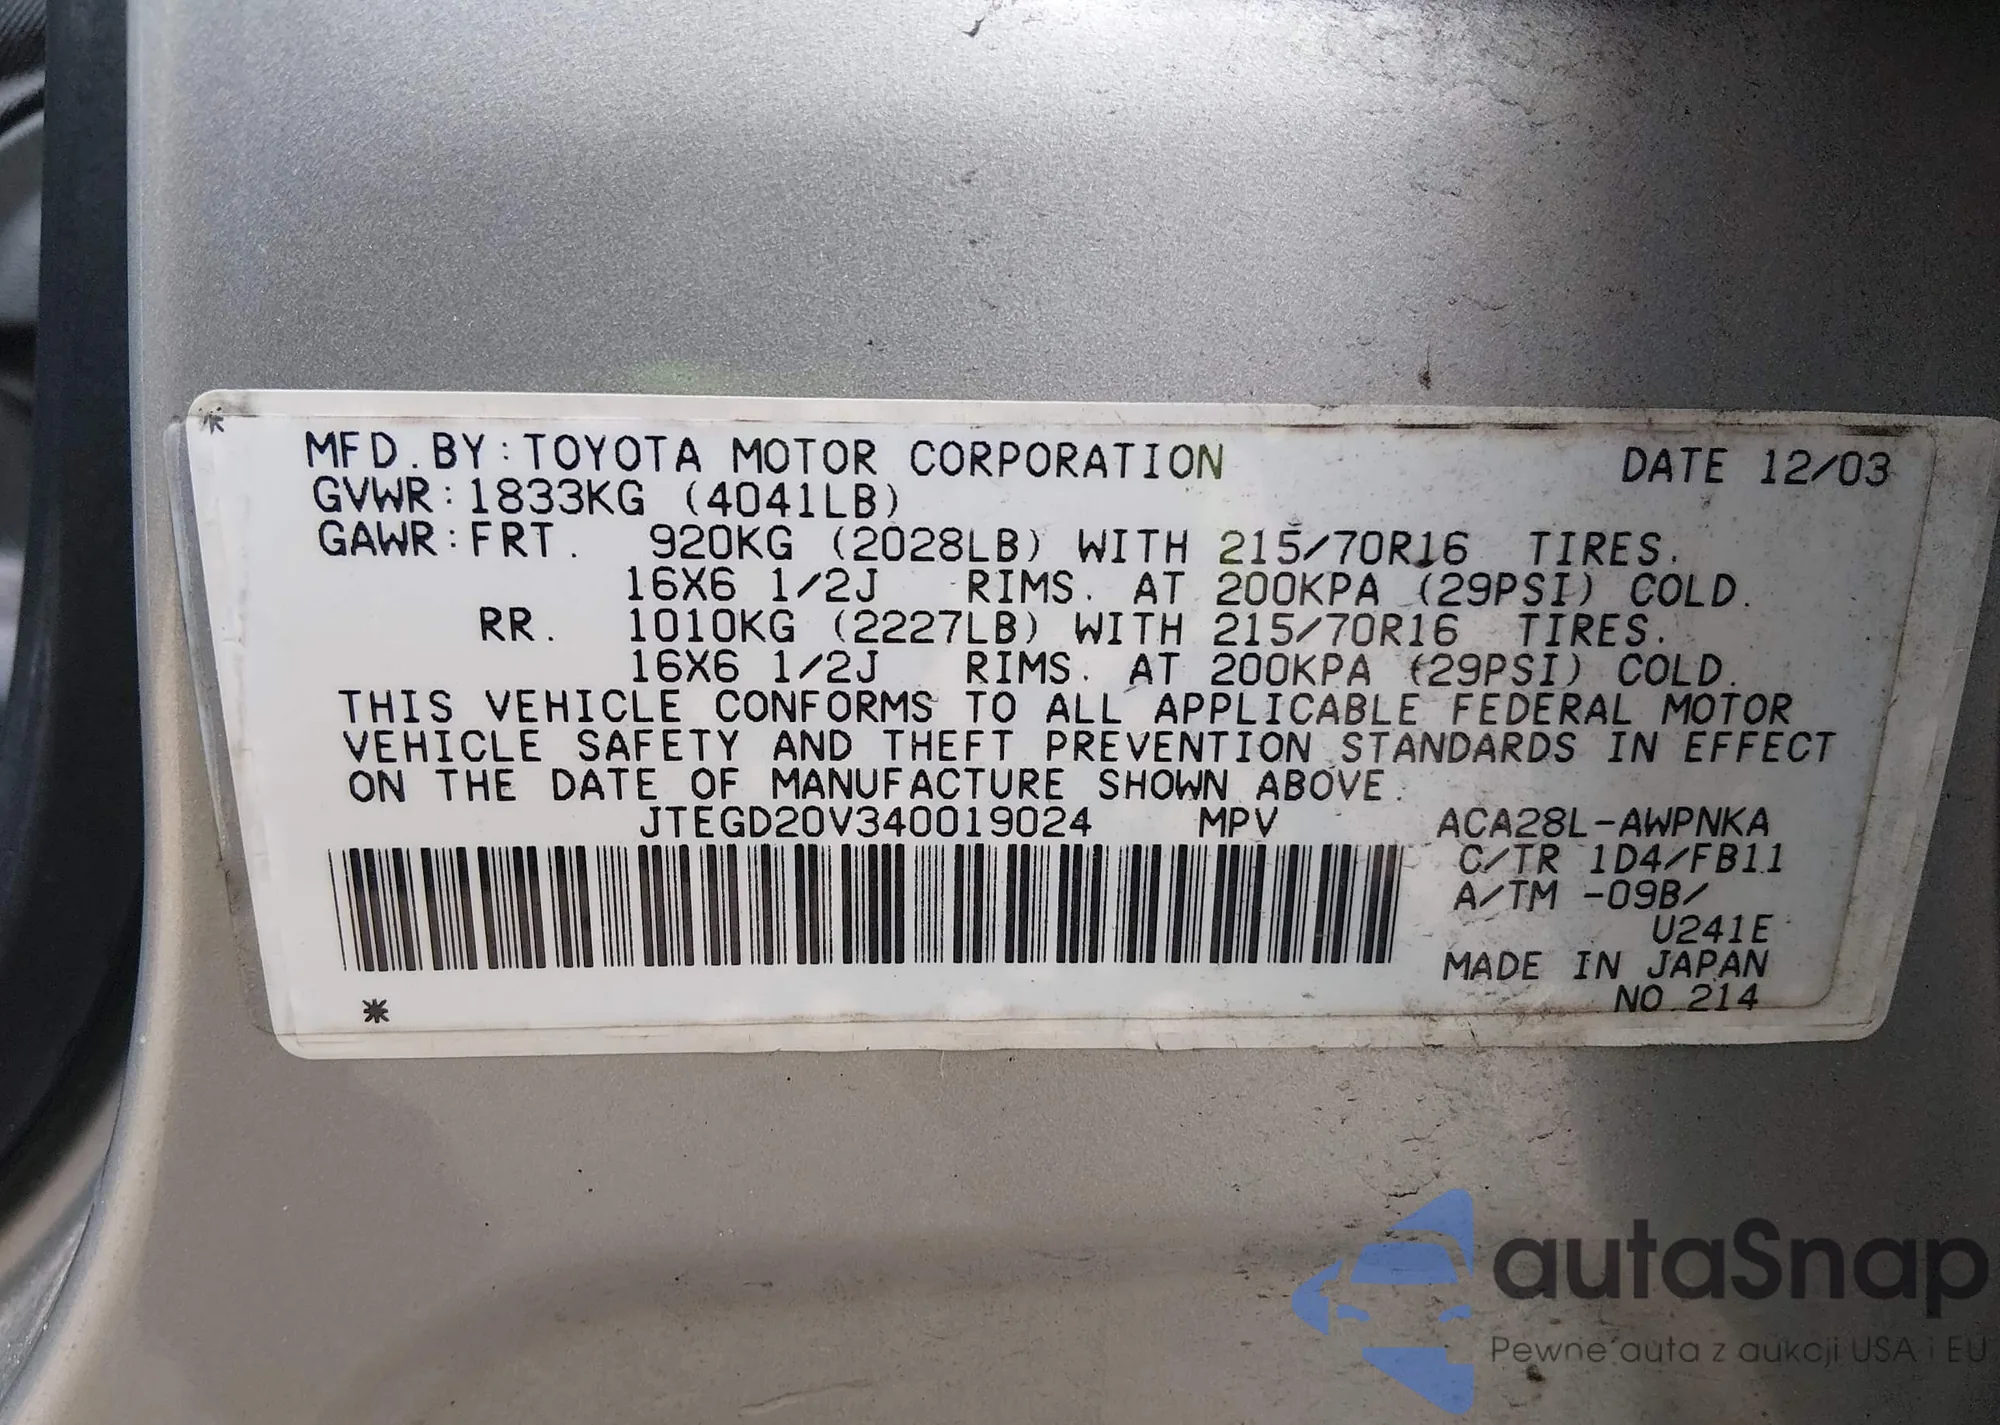 MFD.BY:TOYOTA MOTOR CORPORATION DATE 12/03
GVWR:1833KG (4041LB)
GAWR:FRT. 920KG (2028LB) WITH 215/70R16 TIRES.
16X6 1/2J RIMS. AT 200KPA (29PSI) COLD.
RR. 1010KG (2227LB) WITH 215/70R16 TIRES.
16X6 1/2J RIMS. AT 200KPA (29PSI) COLD.
THIS VEHICLE CONFORMS TO ALL APPLICABLE FEDERAL MOTOR
VEHICLE SAFETY AND THEFT PREVENTION STANDARDS IN EFFECT
ON THE DATE OF MANUFACTURE SHOWN ABOVE.
JTEGD20V340019024 MPV ACA28L-AWPNKA
C/TR 1D4/FB11
A/TM -09B/
U241E
MADE IN JAPAN
NO.214
autaSnap
Pewne auta z aukcji USA i EU